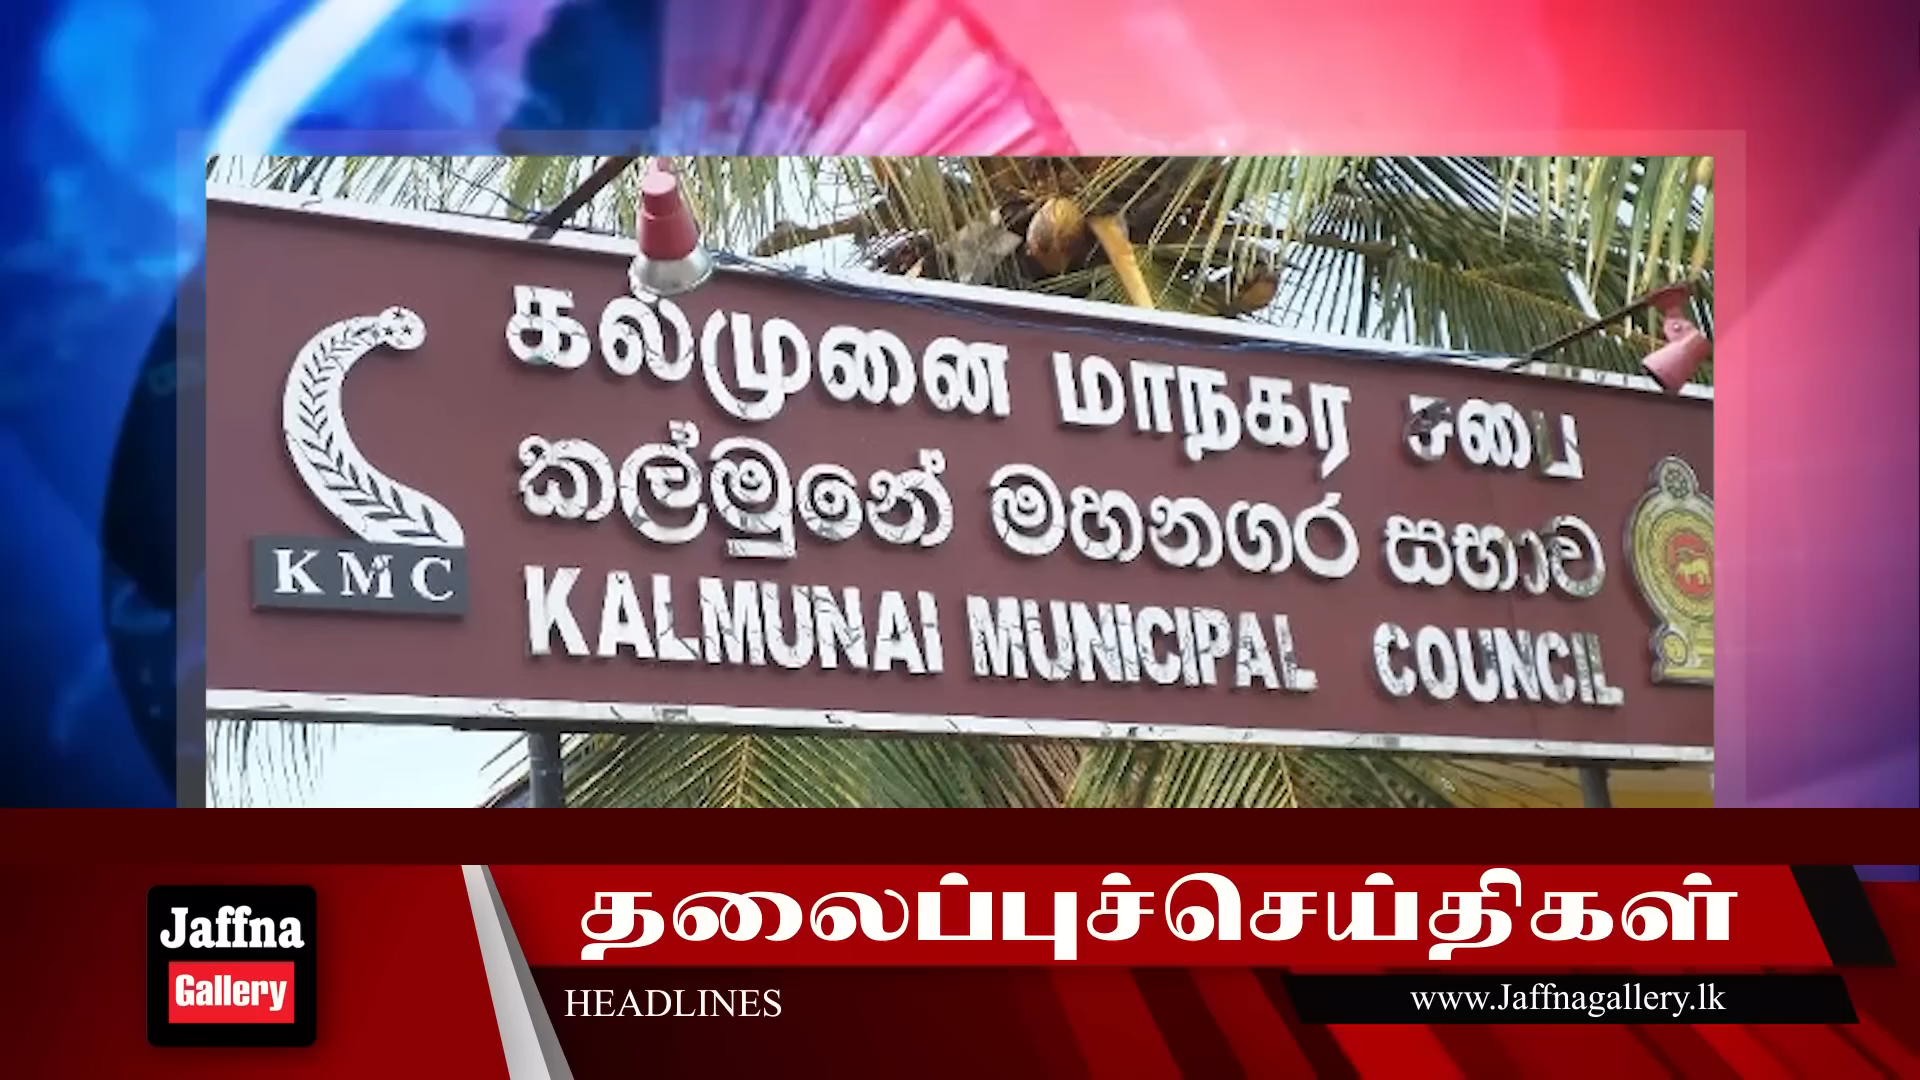 கல்முனை மாநகர சபை
කල්මුනේ මහනගර සභාව
KMC
KALMUNAI MUNICIPAL COUNCIL
தலைப்புச்செய்திகள்
Jaffna
Gallery
HEADLINES
www.Jaffnagallery.lk